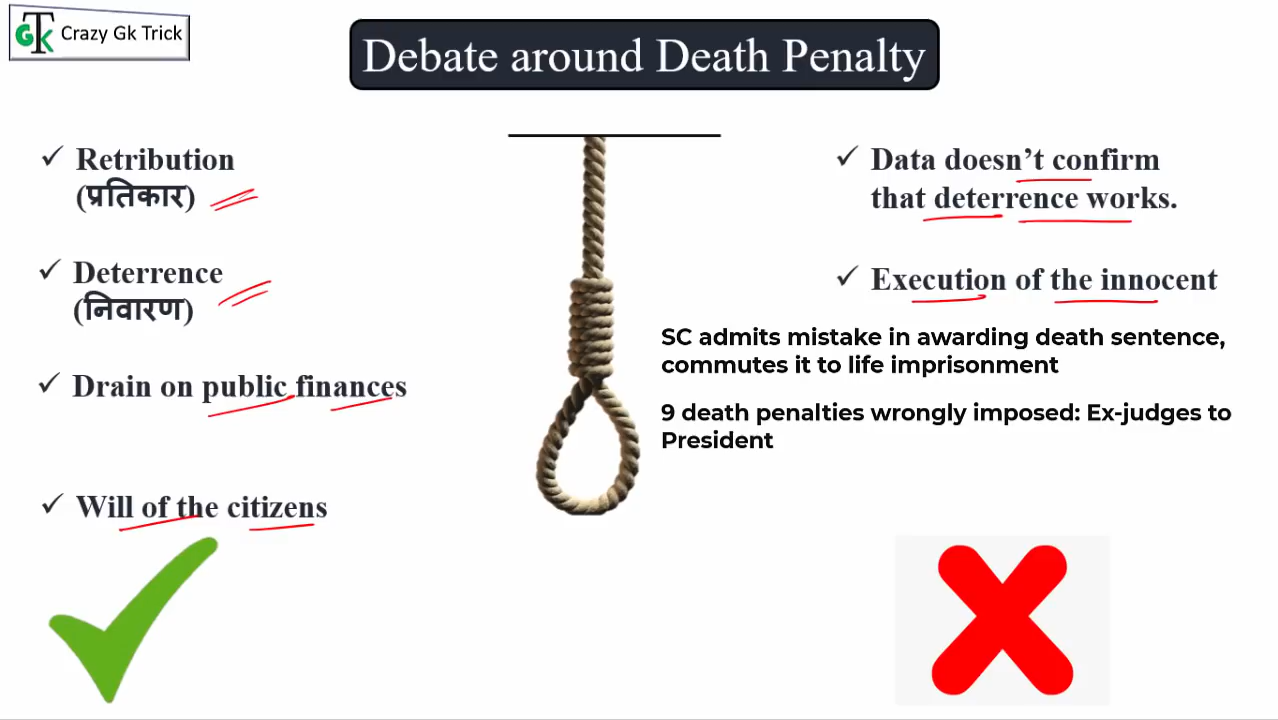 TGK Crazy Gk Trick
Debate around Death Penalty
✓ Retribution
(प्रतिकार)
✓ Deterrence
(निवारण)
✓ Drain on public finances
✓ Will of the citizens
✓ Data doesn't confirm
that deterrence works.
✓ Execution of the innocent
SC admits mistake in awarding death sentence,
commutes it to life imprisonment
9 death penalties wrongly imposed: Ex-judges to
President